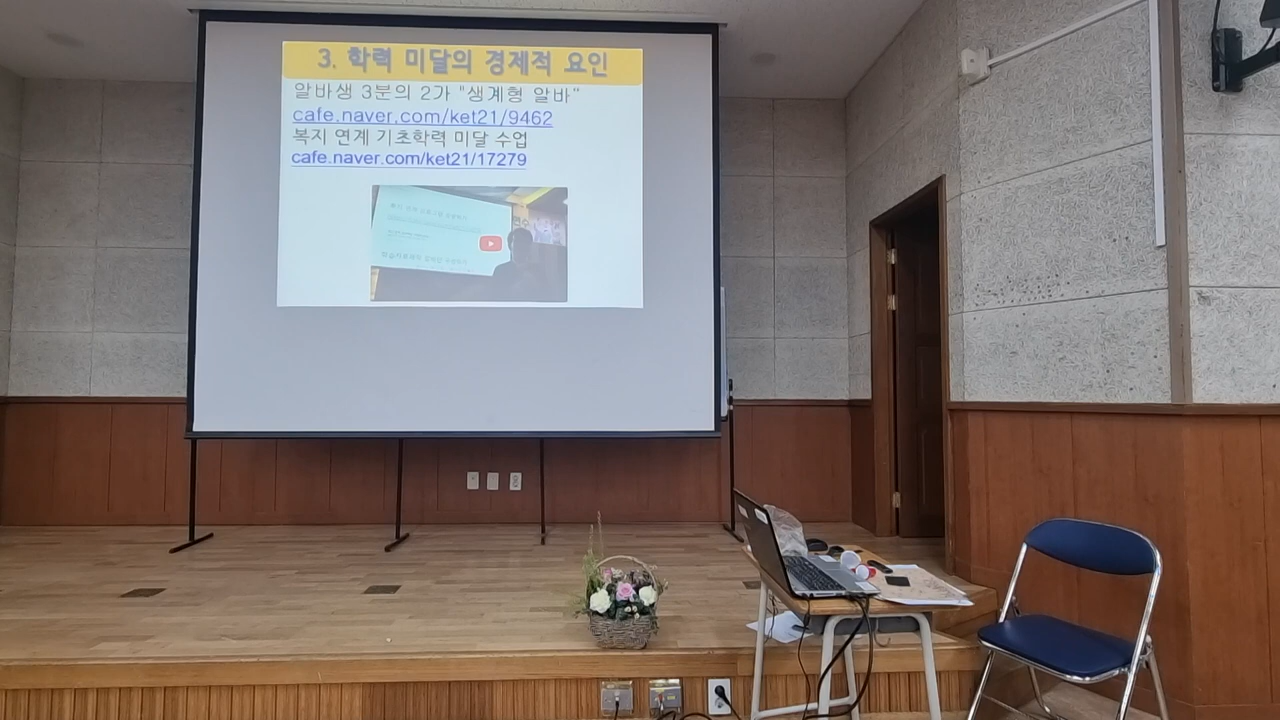 3. 학력 미달의 경제적 요인
알바생 3분의 2가 "생계형 알바"
cafe.naver.com/ket21/9462
복지 연계 기초학력 미달 수업
cafe.naver.com/ket21/17279